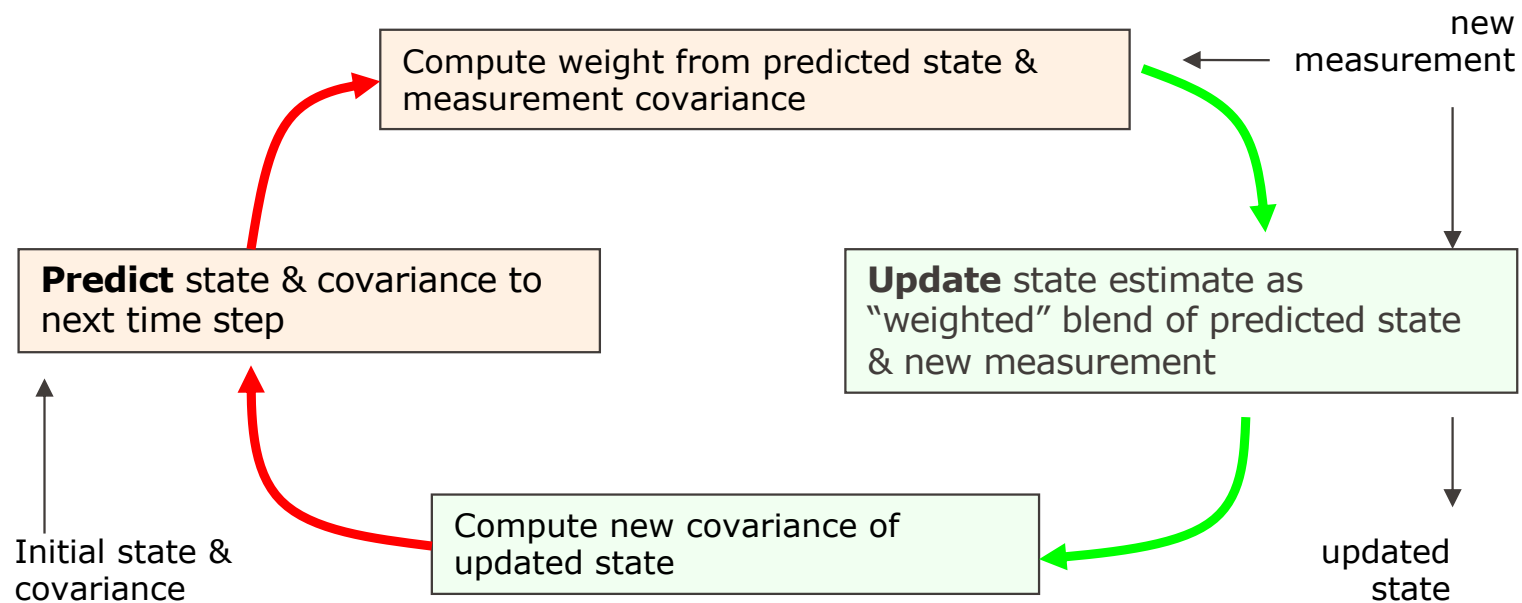 new
measurement
Compute weight from predicted state &
measurement covariance
Predict state & covariance to
next time step
Update state estimate as
“weighted” blend of predicted state
& new measurement
Compute new covariance of
updated state
Initial state &
covariance
updated
state